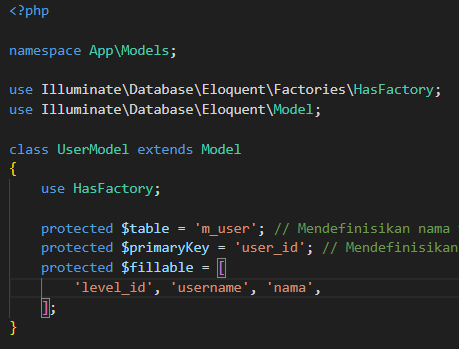 <?php
namespace App\Models;
use Illuminate\Database\Eloquent\Factories\HasFactory;
use Illuminate\Database\Eloquent\Model;
class UserModel extends Model
{
    use HasFactory;
    protected $table = 'm_user'; // Mendefinisikan nama
    protected $primaryKey = 'user_id'; // Mendefinisikan
    protected $fillable = [
        'level_id', 'username', 'nama',
    ];
}